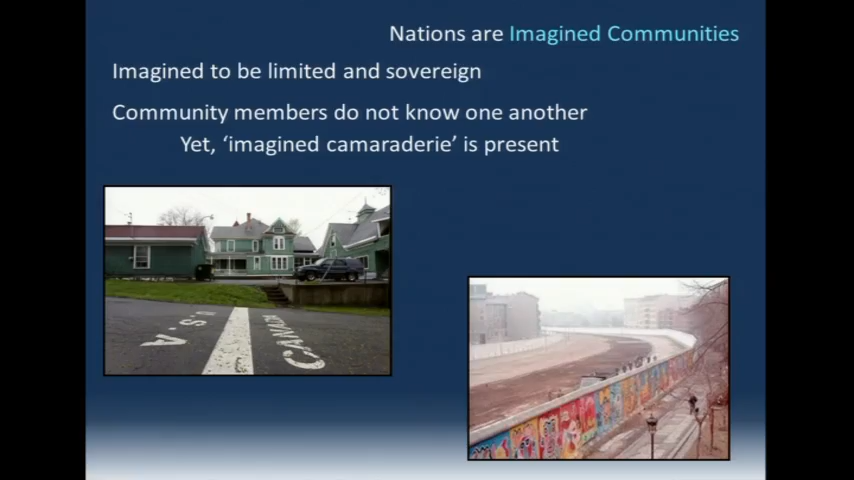 Nations are Imagined Communities
Imagined to be limited and sovereign
Community members do not know one another
Yet, ‘imagined camaraderie’ is present
U.S.A.
CANADA